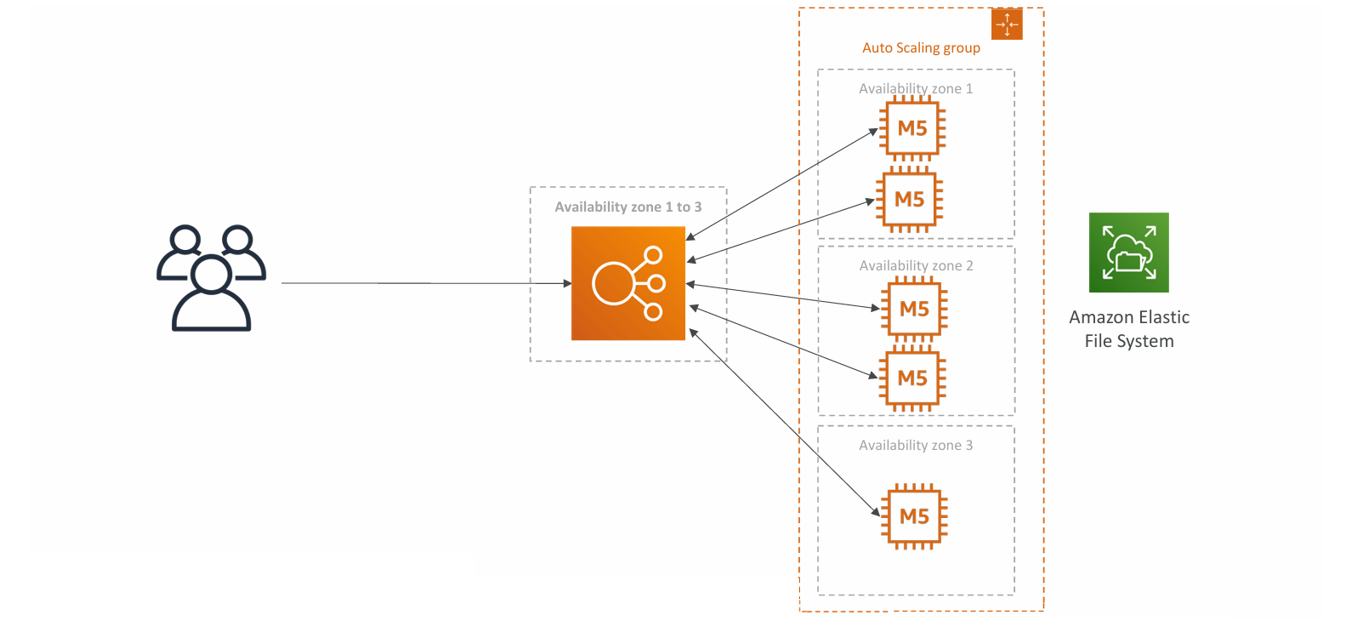 Auto Scaling group
Availability zone 1
M5
M5
Availability zone 1 to 3
Availability zone 2
M5
M5
Amazon Elastic
File System
Availability zone 3
M5